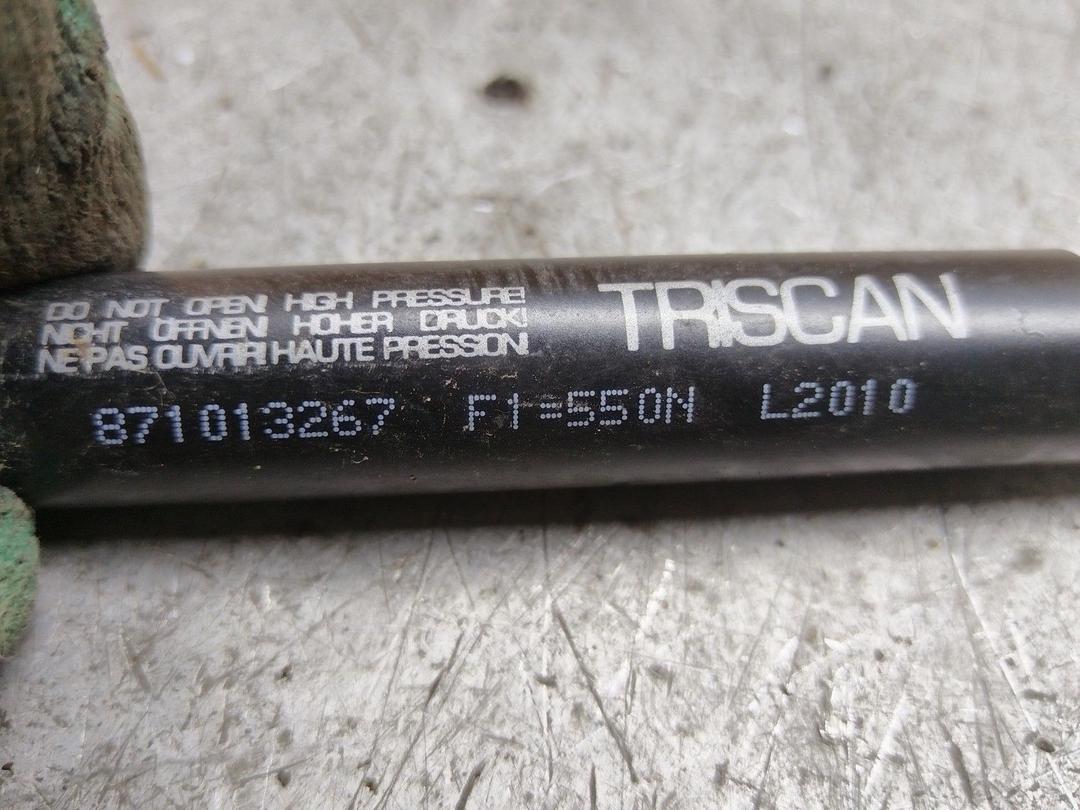 DO NOT OPEN! HIGH PRESSURE!
NICHT ÖFFNEN! HOHER DRUCK!
NE PAS OUVRIR! HAUTE PRESSION!
TRISCAN
871013267 F1=550N L2010